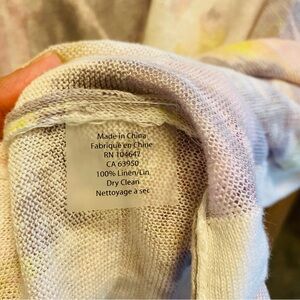 Made in China
Fabriqué en Chine
RN 104647
CA 63950
100% Linen/Lin
Dry Clean
Nettoyage à sec